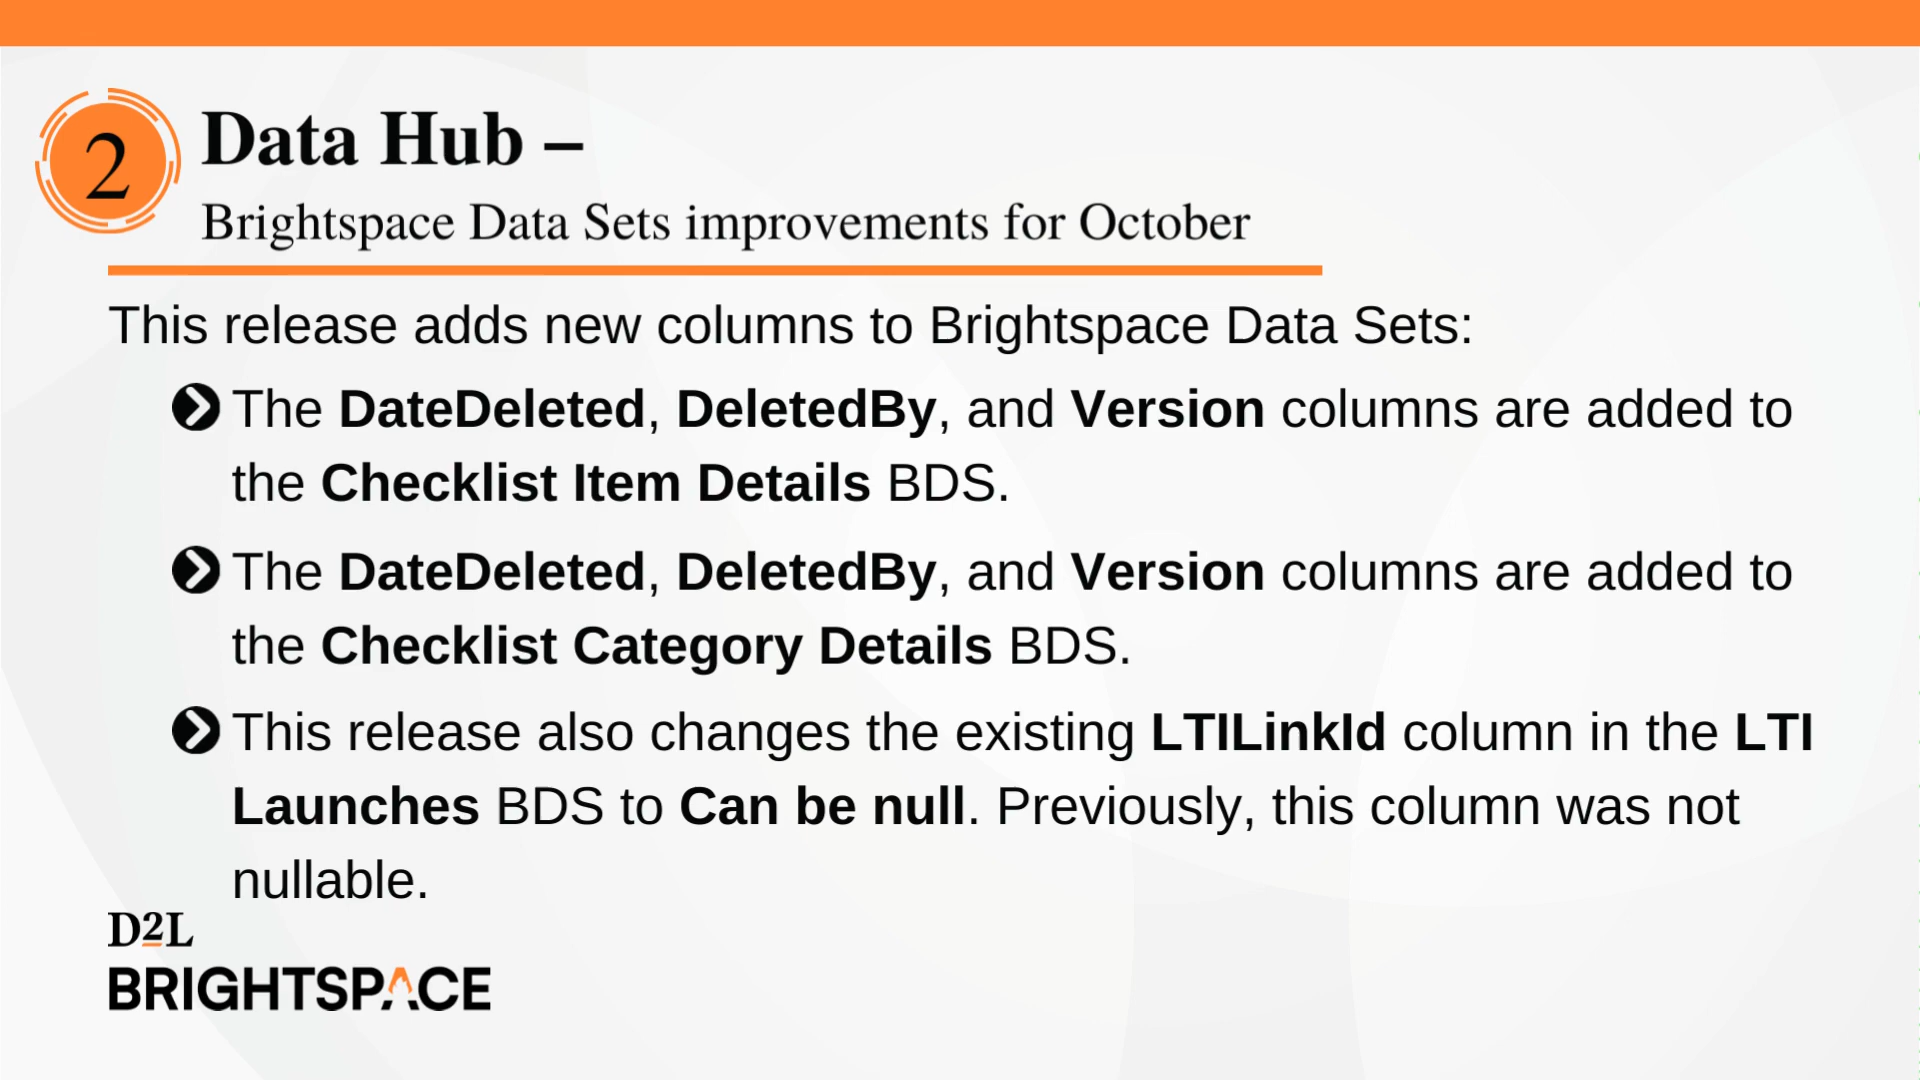 2
Data Hub –
Brightspace Data Sets improvements for October
This release adds new columns to Brightspace Data Sets:
The DateDeleted, DeletedBy, and Version columns are added to
the Checklist Item Details BDS.
The DateDeleted, DeletedBy, and Version columns are added to
the Checklist Category Details BDS.
This release also changes the existing LTILinkId column in the LTI
Launches BDS to Can be null. Previously, this column was not
nullable.
D2L
BRIGHTSPACE